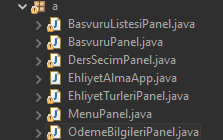 a
BasvuruListesiPanel.java
BasvuruPanel.java
DersSecimPanel.java
EhliyetAlmaApp.java
EhliyetTurleriPanel.java
MenuPanel.java
OdemeBilgileriPanel.java